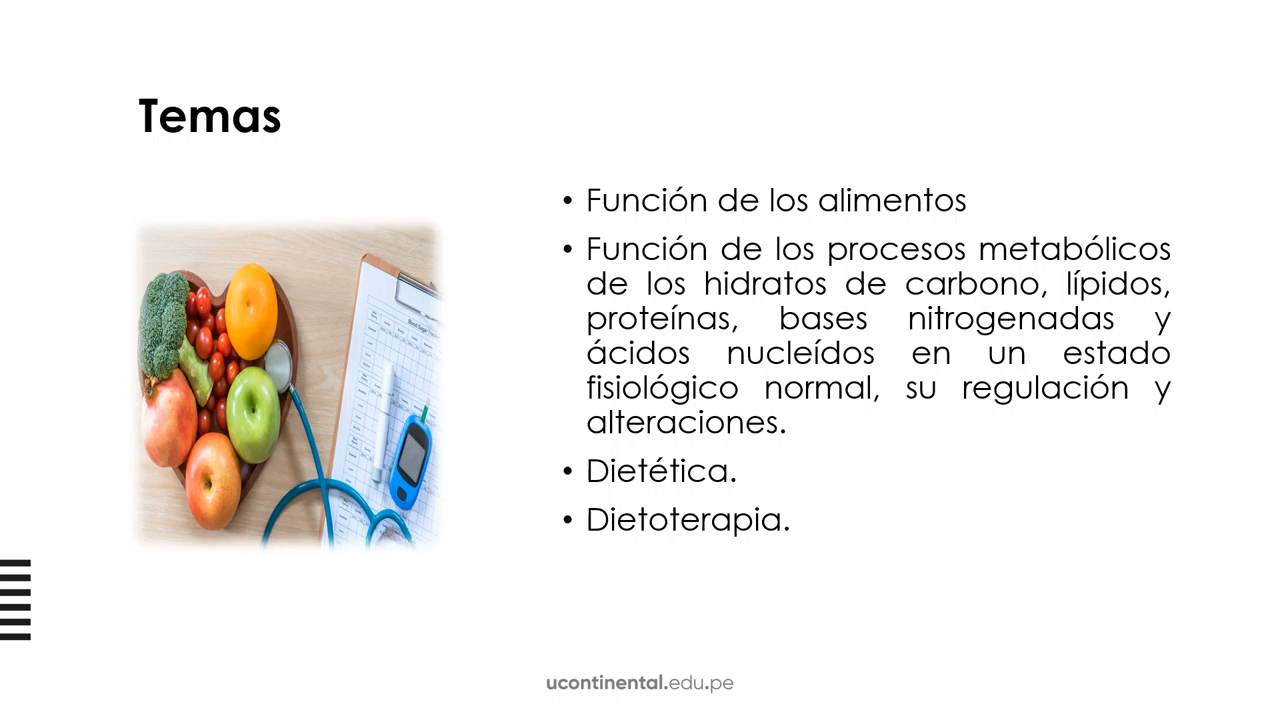 Temas
• Función de los alimentos
• Función de los procesos metabólicos
de los hidratos de carbono, lípidos,
proteínas, bases nitrogenadas y
ácidos nucleídos en un estado
fisiológico normal, su regulación y
alteraciones.
• Dietética.
• Dietoterapia.
ucontinental.edu.pe